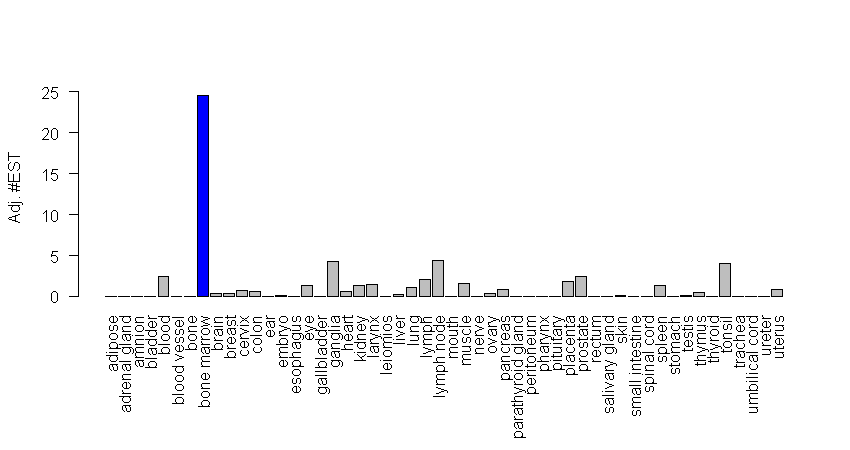 Adj. #EST
25
20
15
10
5
0
adipose
adrenal gland
amnion
bladder
blood
blood vessel
bone
bone marrow
brain
breast
cervix
colon
ear
embryo
esophagus
eye
gallbladder
ganglia
heart
kidney
larynx
leiomios
liver
lung
lymph
lymph node
mouth
muscle
nerve
ovary
pancreas
parathyroid gland
peritoneum
pharynx
pituitary
placenta
prostate
rectum
salivary gland
skin
small intestine
spinal cord
spleen
stomach
testis
thymus
thyroid
tonsil
trachea
umbilical cord
ureter
uterus